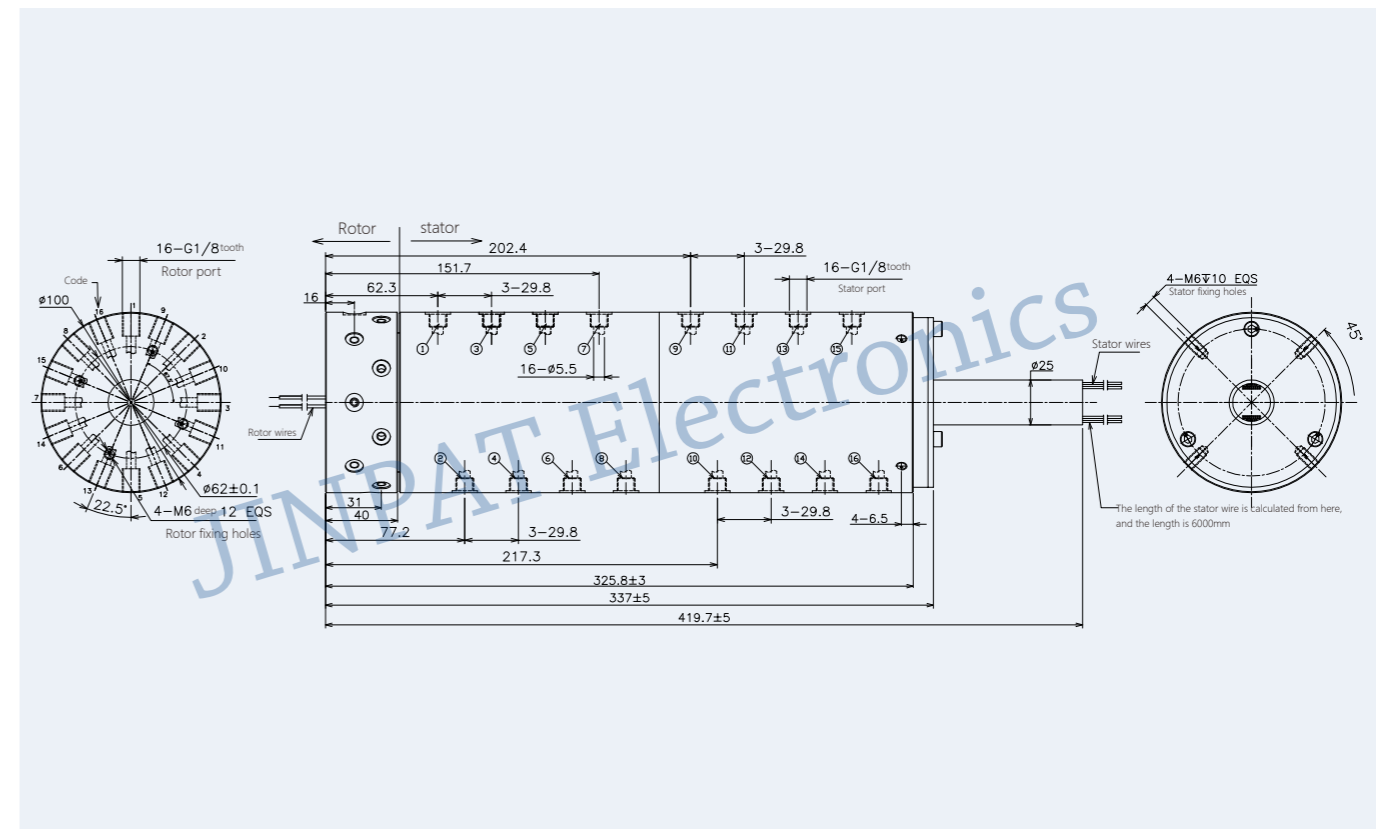 Rotor
stator
202.4
3-29.8
151.7
16-G1/8tooth
Stator port
62.3
3-29.8
16
16-G1/8tooth
Rotor port
Code
ø100
1
9
2
10
3
11
4
12
5
13
6
14
7
15
8
16
22.5°
ø62±0.1
4-M6 deep 12 EQS
Rotor fixing holes
Rotor wires
①
③
⑤
⑦
⑨
⑪
⑬
⑮
16-ø5.5
②
④
⑥
⑧
⑩
⑫
⑭
⑯
31
40
77.2
3-29.8
3-29.8
4-6.5
217.3
325.8±3
337±5
419.7±5
ø25
Stator wires
The length of the stator wire is calculated from here,
and the length is 6000mm
4-M6↧10 EQS
Stator fixing holes
45°
JINPAT Electronics